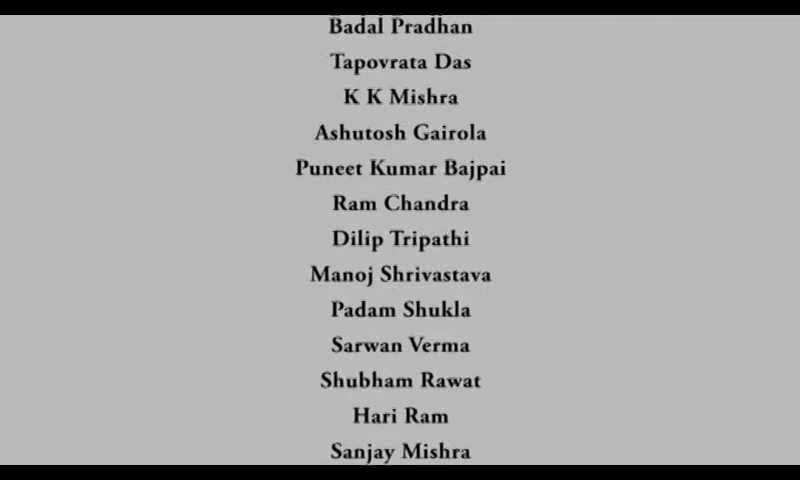 Badal Pradhan
Tapovrata Das
K K Mishra
Ashutosh Gairola
Puneet Kumar Bajpai
Ram Chandra
Dilip Tripathi
Manoj Shrivastava
Padam Shukla
Sarwan Verma
Shubham Rawat
Hari Ram
Sanjay Mishra